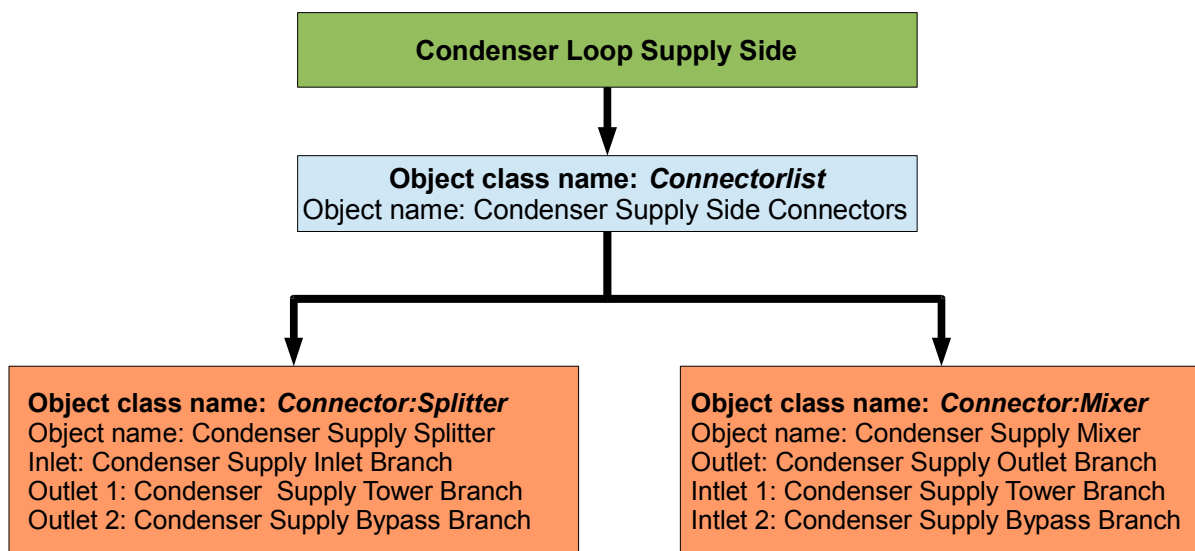 Condenser Loop Supply Side
Object class name: Connectorlist
Object name: Condenser Supply Side Connectors
Object class name: Connector:Splitter
Object name: Condenser Supply Splitter
Inlet: Condenser Supply Inlet Branch
Outlet 1: Condenser  Supply Tower Branch
Outlet 2: Condenser Supply Bypass Branch
Object class name: Connector:Mixer
Object name: Condenser Supply Mixer
Outlet: Condenser Supply Outlet Branch
Intlet 1: Condenser Supply Tower Branch
Intlet 2: Condenser Supply Bypass Branch